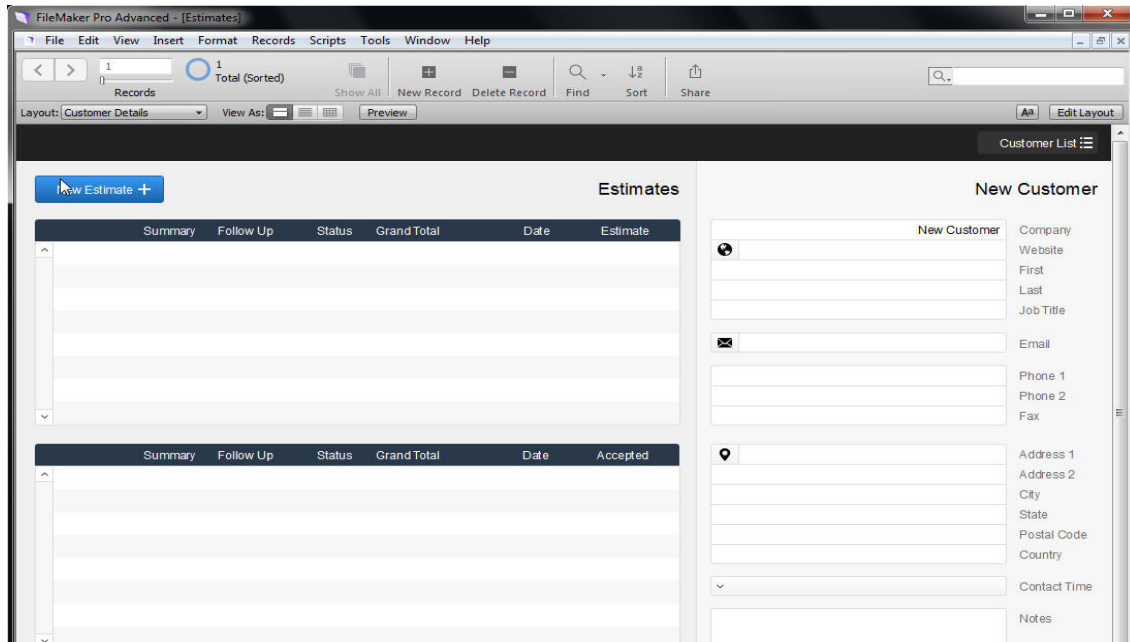 FileMaker Pro Advanced - [Estimates]
File Edit View Insert Format Records Scripts Tools Window Help
1
1
Total (Sorted)
Records
Show All New Record Delete Record Find Sort Share
Layout: Customer Details View As: Preview Aa Edit Layout
Customer List
New Estimate +
Estimates
New Customer
Summary Follow Up Status Grand Total Date Estimate
New Customer Company
Website
First
Last
Job Title
Email
Phone 1
Phone 2
Fax
Summary Follow Up Status Grand Total Date Accepted
Address 1
Address 2
City
State
Postal Code
Country
Contact Time
Notes